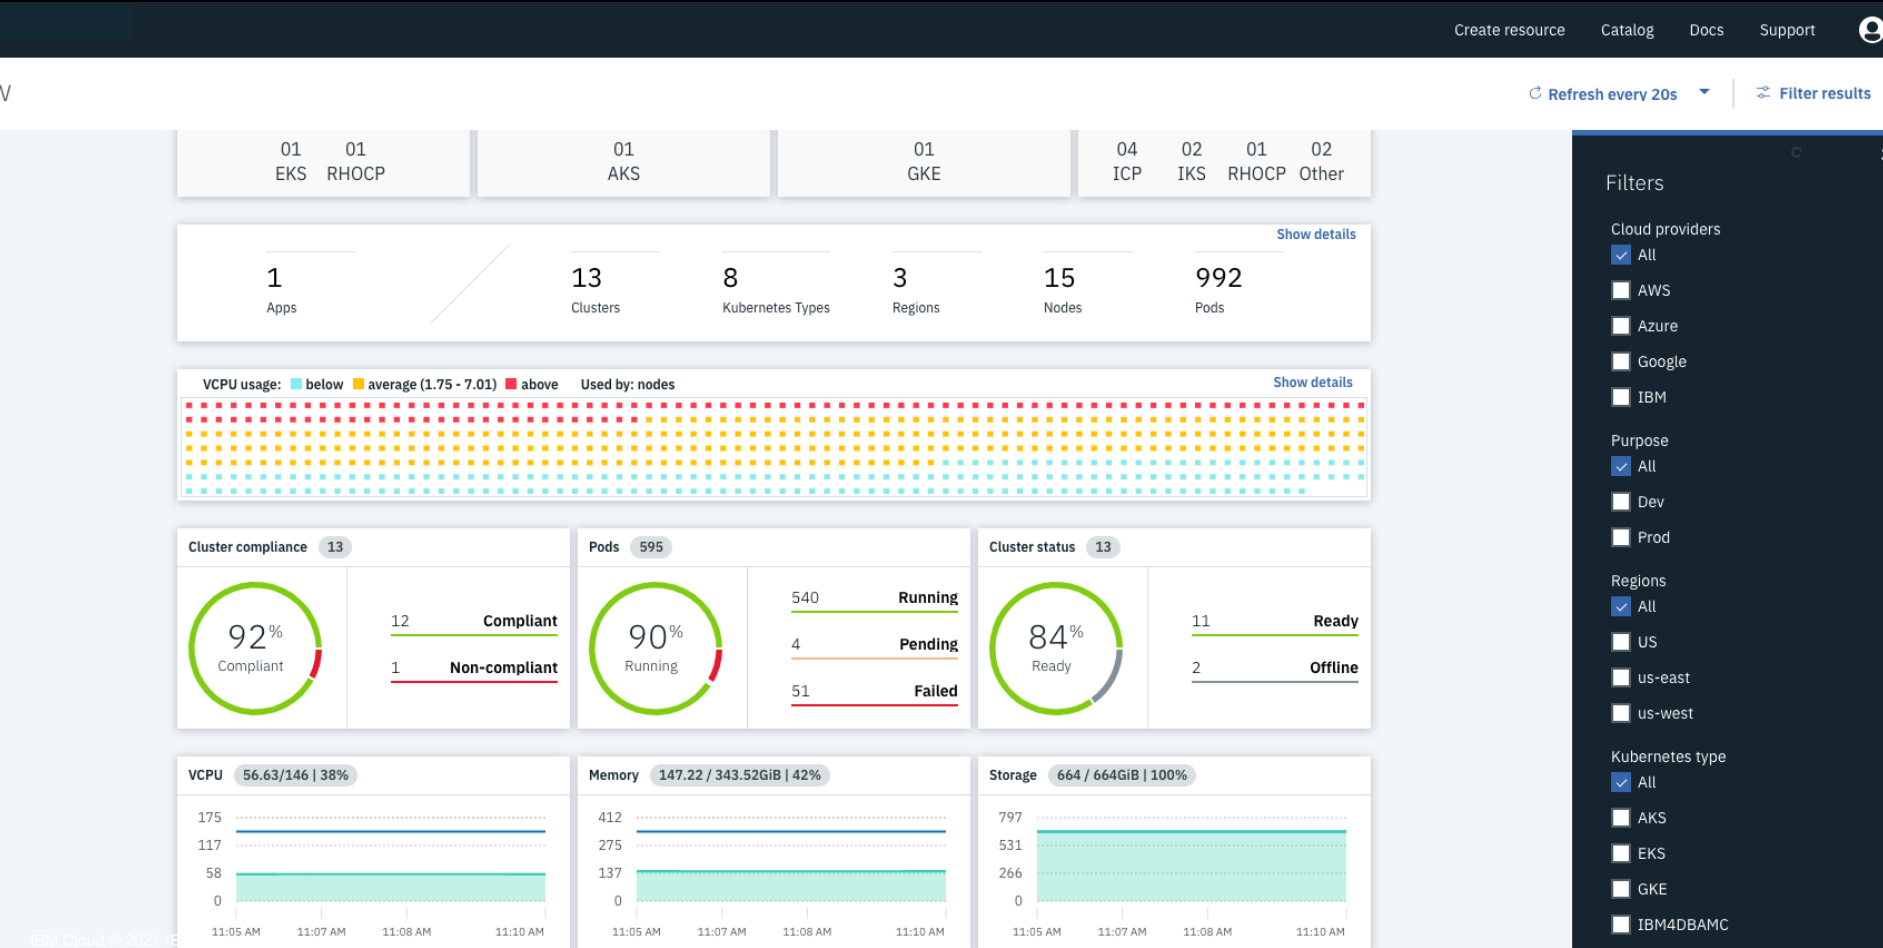 Create resource Catalog Docs Support
Refresh every 20s Filter results
01 01 01 01 04 02 01 02
EKS RHOCP AKS GKE ICP IKS RHOCP Other
Show details
1 13 8 3 15 992
Apps Clusters Kubernetes Types Regions Nodes Pods
VCPU usage: below average (1.75 - 7.01) above Used by: nodes Show details
Cluster compliance 13
92%
Compliant
12 Compliant
1 Non-compliant
Pods 595
90%
Running
540 Running
4 Pending
51 Failed
Cluster status 13
84%
Ready
11 Ready
2 Offline
VCPU 56.63/146 | 38%
175
117
58
0
11:05 AM 11:07 AM 11:08 AM 11:10 AM
Memory 147.22 / 343.52GiB | 42%
412
275
137
0
11:05 AM 11:07 AM 11:08 AM 11:10 AM
Storage 664 / 664GiB | 100%
797
531
266
0
11:05 AM 11:07 AM 11:08 AM 11:10 AM
Filters
Cloud providers
All
AWS
Azure
Google
IBM
Purpose
All
Dev
Prod
Regions
All
US
us-east
us-west
Kubernetes type
All
AKS
EKS
GKE
IBM4DBAMC
IBM Cloud © 2021 IB